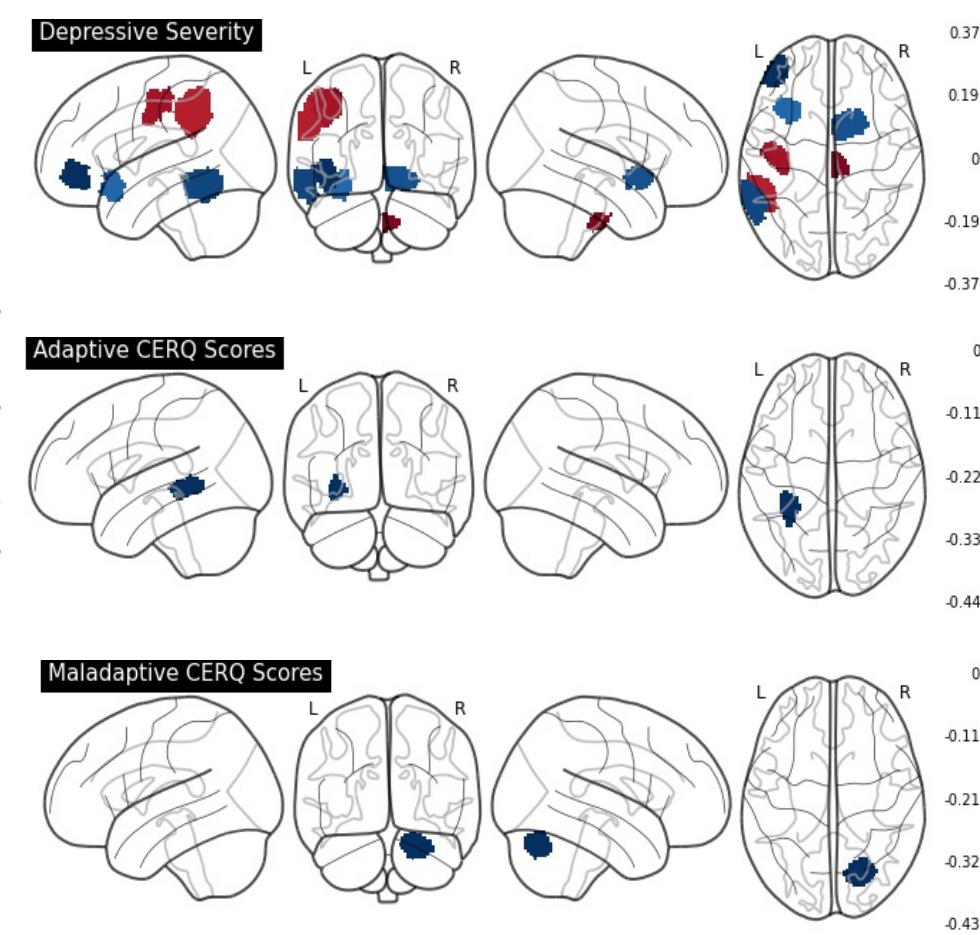 Depressive Severity
L
R
L
R
0.37
0.19
0
-0.19
-0.37
Adaptive CERQ Scores
L
R
L
R
0
-0.11
-0.22
-0.33
-0.44
Maladaptive CERQ Scores
L
R
L
R
0
-0.11
-0.21
-0.32
-0.43